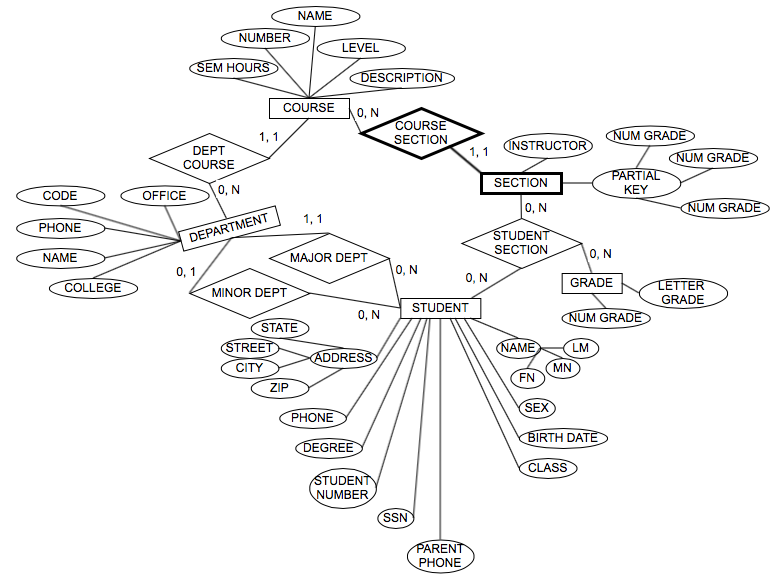 NAME
NUMBER
LEVEL
SEM HOURS
DESCRIPTION
COURSE
0, N
COURSE
SECTION
1, 1
DEPT
COURSE
1, 1
INSTRUCTOR
NUM GRADE
NUM GRADE
PARTIAL
KEY
NUM GRADE
SECTION
0, N
CODE
OFFICE
0, N
PHONE
DEPARTMENT
1, 1
NAME
COLLEGE
0, 1
MAJOR DEPT
0, N
MINOR DEPT
0, N
STUDENT
SECTION
0, N
0, N
GRADE
LETTER
GRADE
NUM GRADE
STUDENT
STATE
STREET
ADDRESS
CITY
ZIP
NAME
LM
MN
FN
PHONE
SEX
DEGREE
BIRTH DATE
CLASS
STUDENT
NUMBER
SSN
PARENT
PHONE